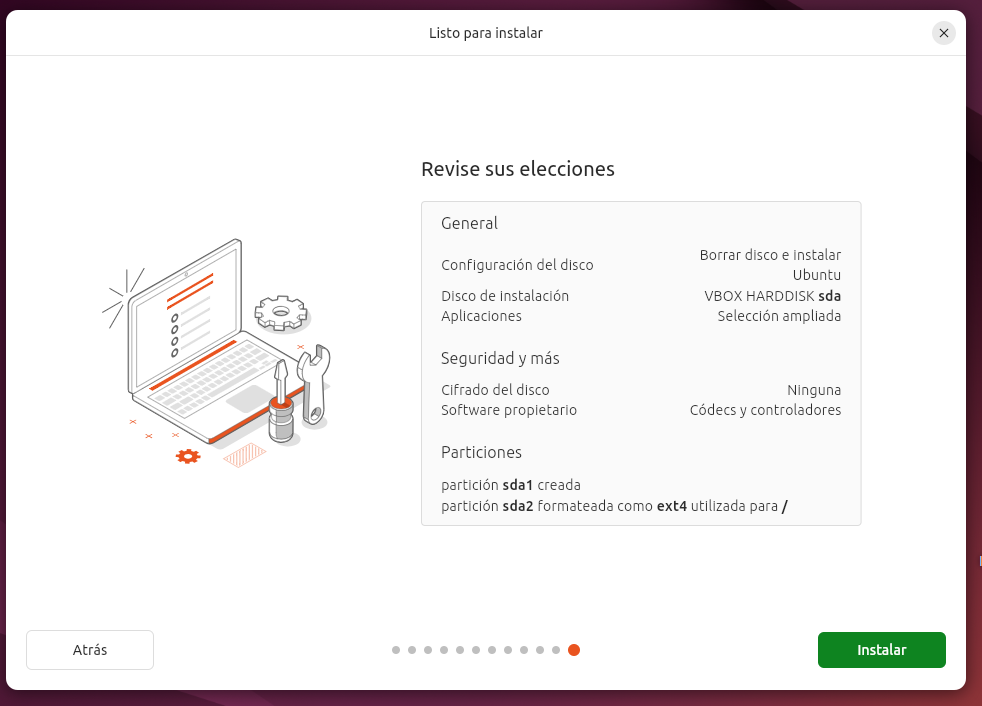 Listo para instalar
Revise sus elecciones
General
Configuración del disco
Borrar disco e instalar
Ubuntu
Disco de instalación
VBOX HARDDISK sda
Aplicaciones
Selección ampliada
Seguridad y más
Cifrado del disco
Ninguna
Software propietario
Códecs y controladores
Particiones
partición sda1 creada
partición sda2 formateada como ext4 utilizada para /
Atrás
Instalar